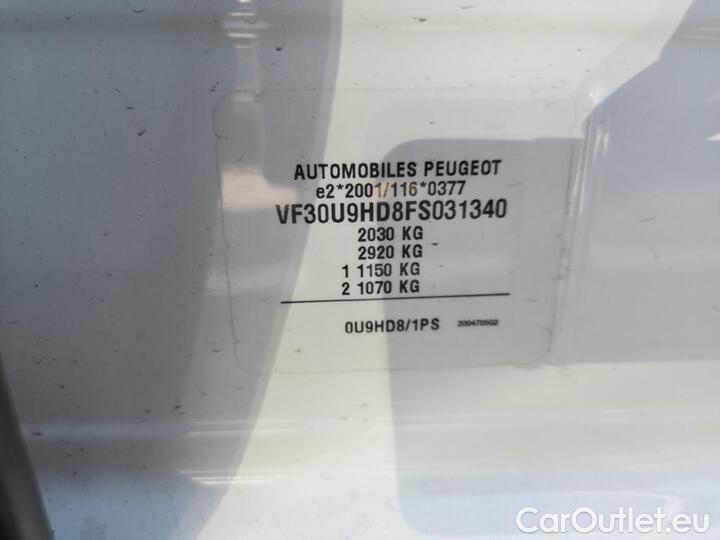 AUTOMOBILES PEUGEOT
e2*2001/116*0377
VF30U9HD8FS031340
2030 KG
2920 KG
1 1150 KG
2 1070 KG
0U9HD8/1PS 200470502
CarOutlet.eu